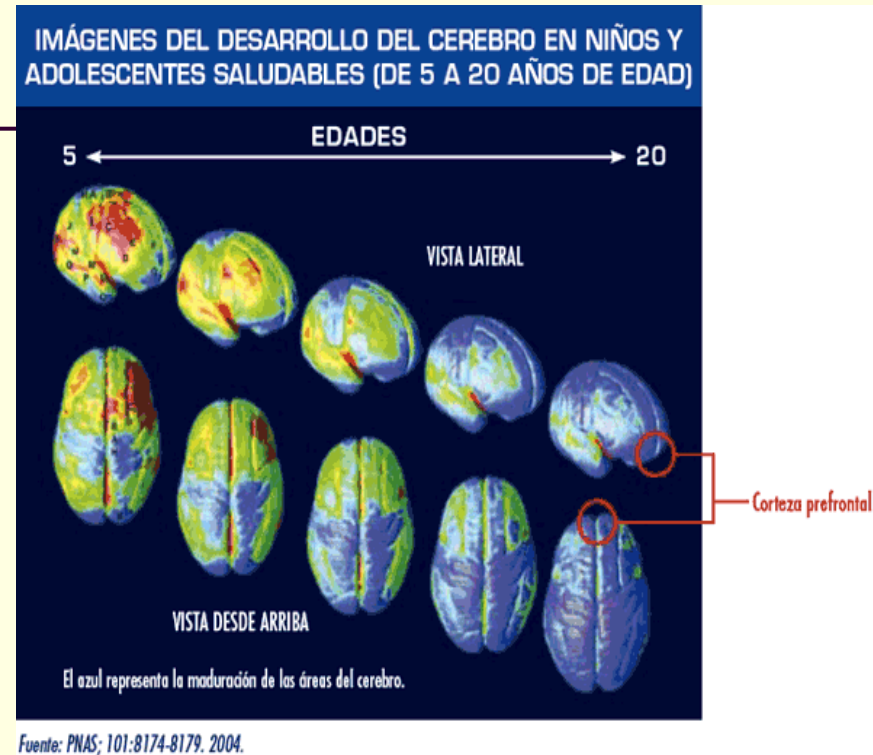 IMÁGENES DEL DESARROLLO DEL CEREBRO EN NIÑOS Y
ADOLESCENTES SALUDABLES (DE 5 A 20 AÑOS DE EDAD)
EDADES
5
20
VISTA LATERAL
Corteza prefrontal
VISTA DESDE ARRIBA
El azul representa la maduración de las áreas del cerebro.
Fuente: PNAS; 101:8174-8179. 2004.